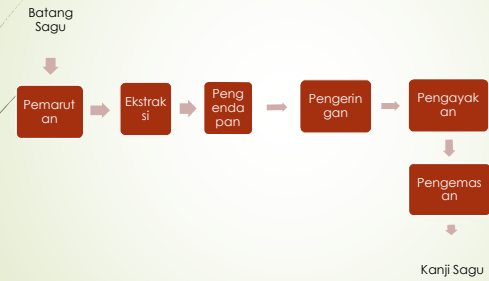 Batang
Sagu
Pemarut
an
Ekstrak
si
Peng
enda
pan
Pengerin
gan
Pengayak
an
Pengemas
an
Kanji Sagu